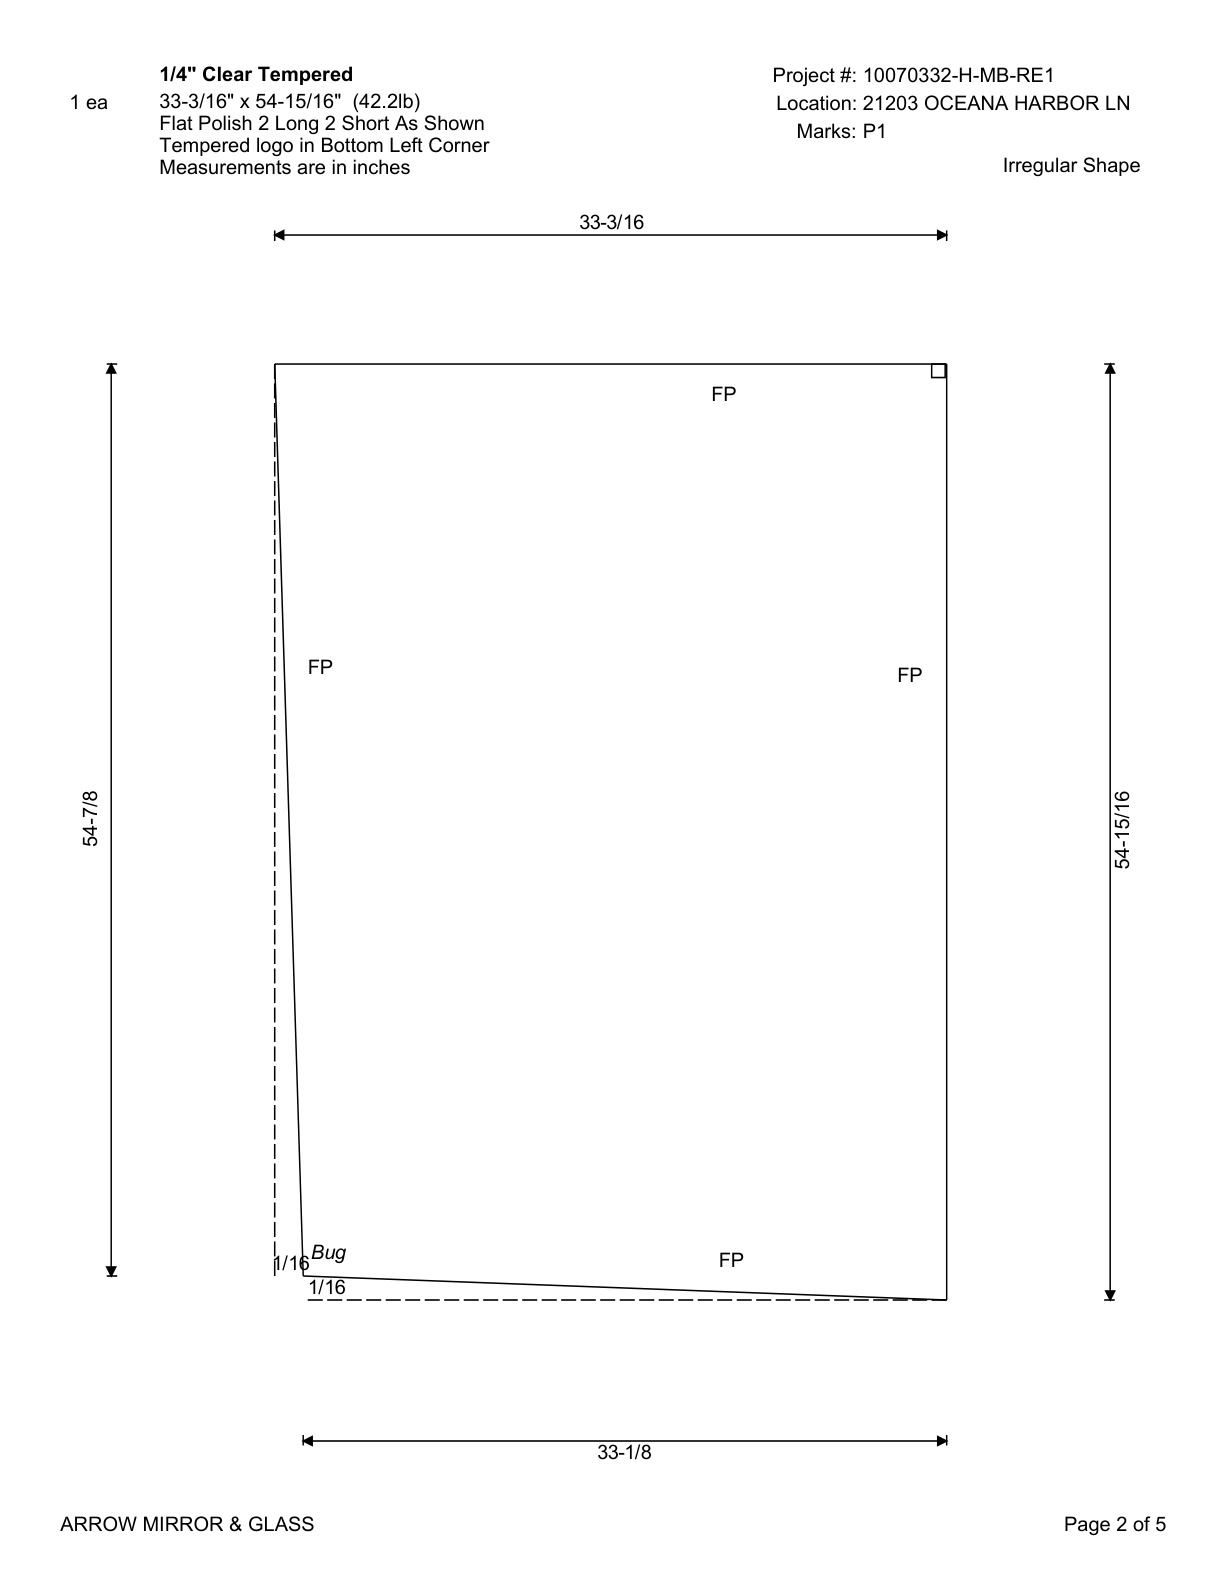 1/4" Clear Tempered
Project #: 10070332-H-MB-RE1
1 ea
33-3/16" x 54-15/16" (42.2lb)
Location: 21203 OCEANA HARBOR LN
Flat Polish 2 Long 2 Short As Shown
Marks: P1
Tempered logo in Bottom Left Corner
Measurements are in inches
Irregular Shape
33-3/16
FP
FP
FP
54-7/8
54-15/16
Bug
1/16
FP
1/16
33-1/8
ARROW MIRROR & GLASS
Page 2 of 5